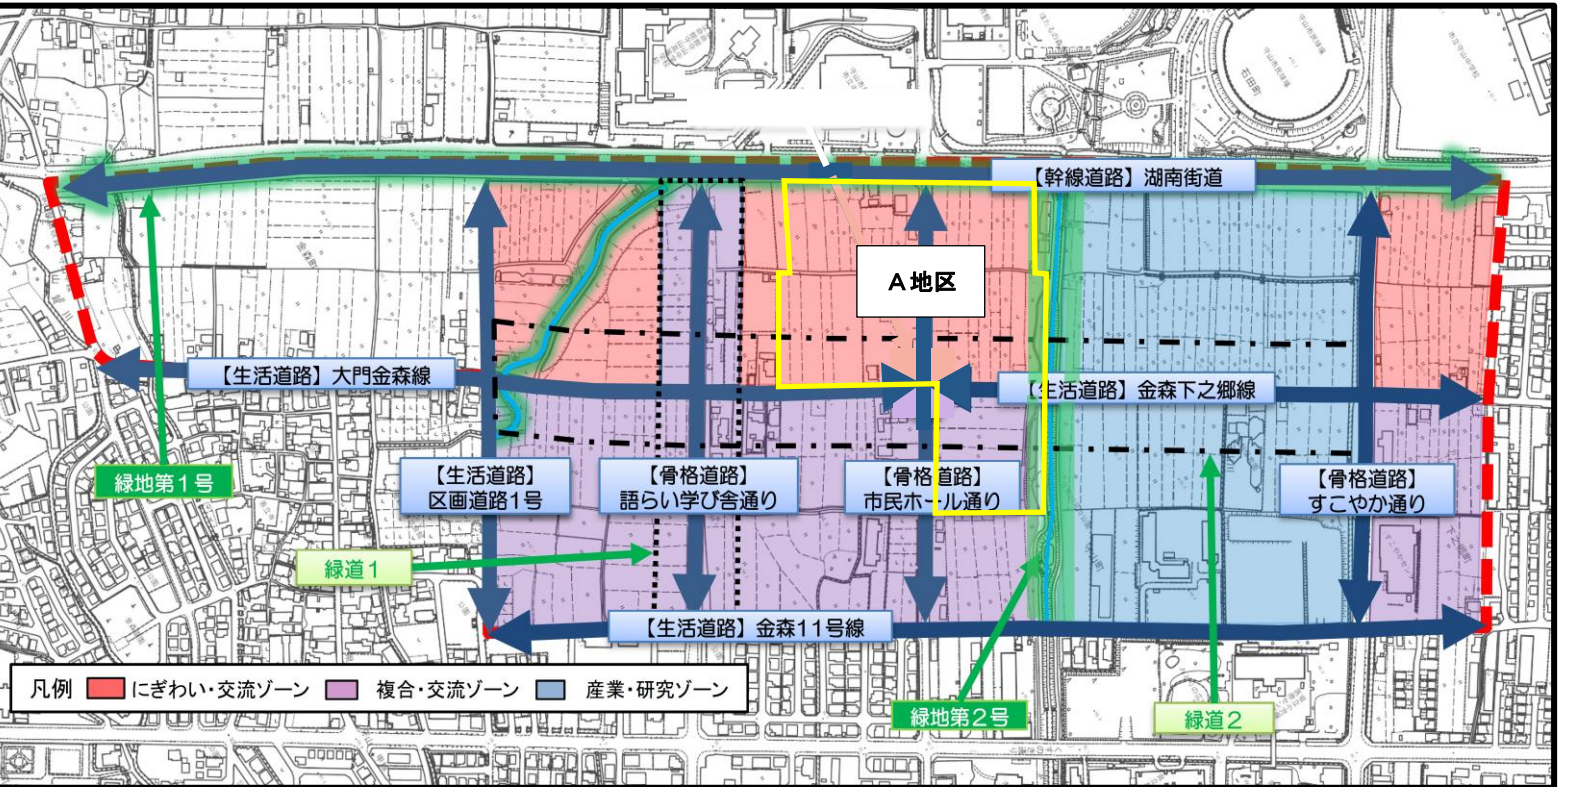 石田町
【幹線道路】湖南街道
A地区
金森町
【生活道路】大門金森線
【生活道路】金森下之郷線
緑地第1号
【生活道路】
区画道路1号
【骨格道路】
語らい学び舎通り
【骨格道路】
市民ホール通り
【骨格道路】
すこやか通り
緑道1
【生活道路】金森11号線
凡例
にぎわい・交流ゾーン
複合・交流ゾーン
産業・研究ゾーン
緑地第2号
緑道2